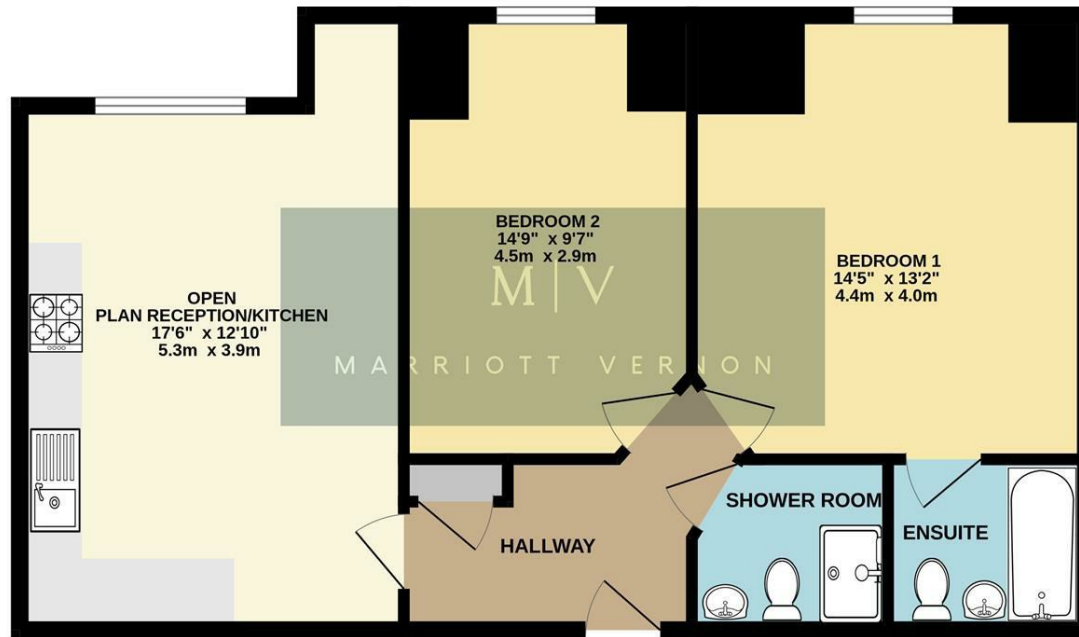 OPEN
PLAN RECEPTION/KITCHEN
17'6" x 12'10"
5.3m x 3.9m
BEDROOM 2
14'9" x 9'7"
4.5m x 2.9m
M|V
MARRIOTT VERNON
BEDROOM 1
14'5" x 13'2"
4.4m x 4.0m
HALLWAY
SHOWER ROOM
ENSUITE